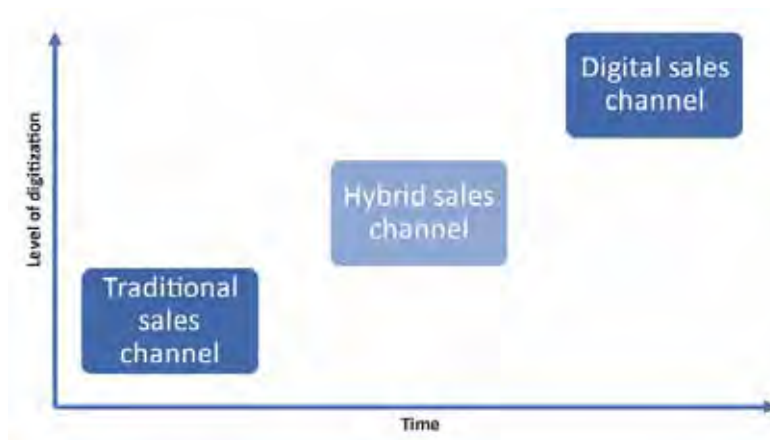 Digital sales
channel
Hybrid sales
channel
Traditional
sales
channel
Level of digitization
Time